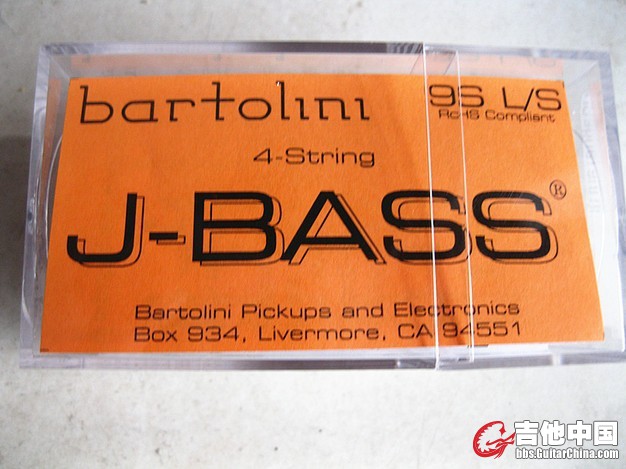 bartolini
9S L/S
RoHS Compliant
4-String
J-BASS®
Bartolini Pickups and Electronics
Box 934, Livermore, CA 94551
吉他中国
bbs.GuitarChina.com